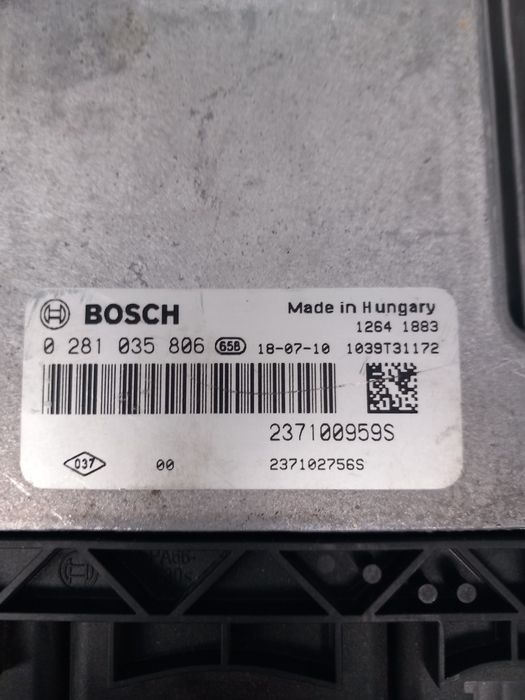 BOSCH
Made in Hungary
1264 1883
0 281 035 806 65B 18-07-10 1039T31172
237100959S
037 00 237102756S